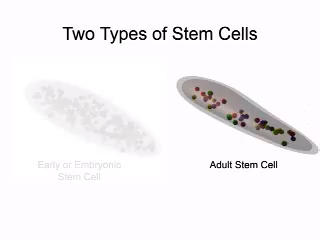 Two Types of Stem Cells
Early or Embryonic
Stem Cell
Adult Stem Cell